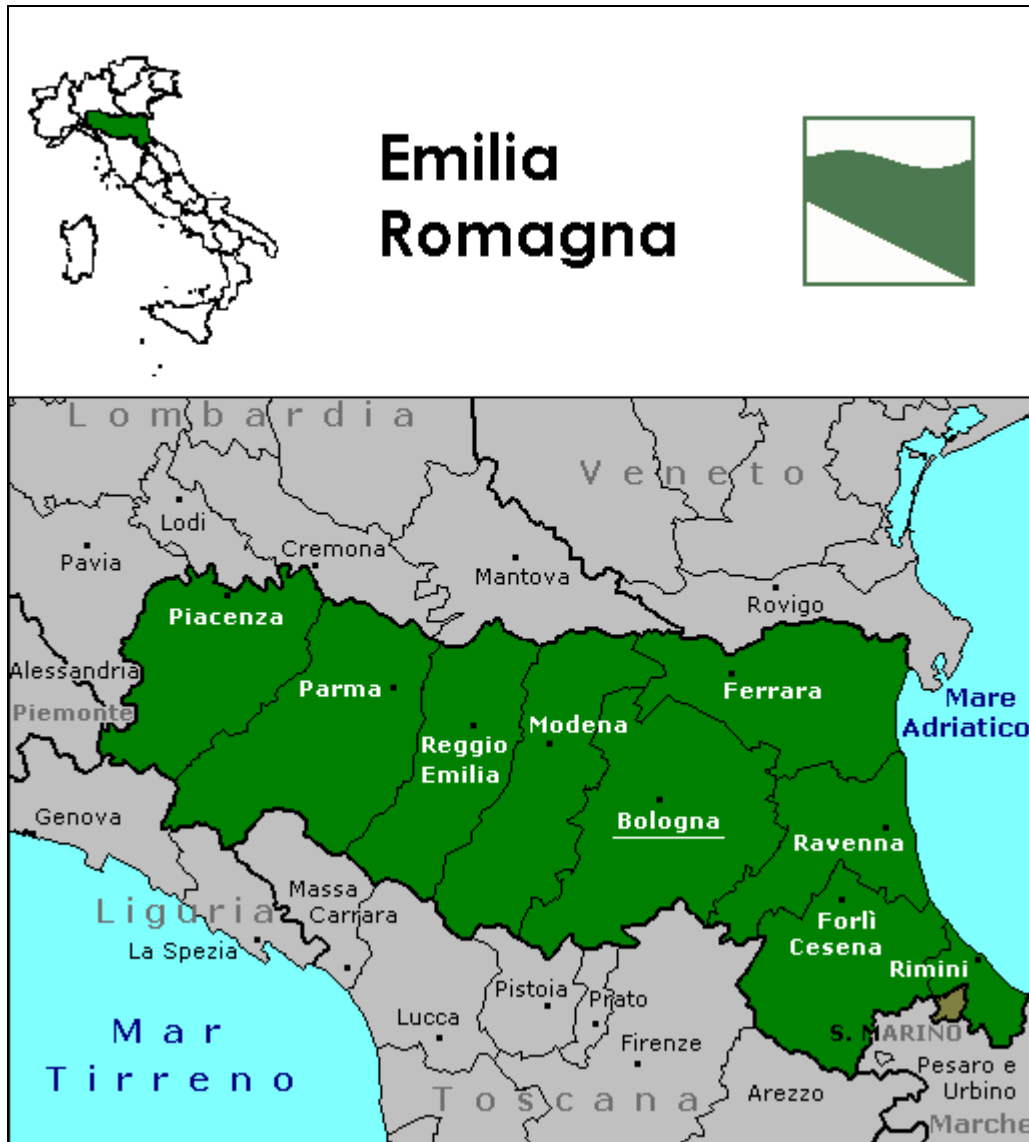 Emilia
Romagna
Lombardia
Veneto
Lodi
Pavia
Cremona
Mantova
Rovigo
Piacenza
Alessandria
Piemonte
Parma
Ferrara
Mare
Adriatico
Modena
Reggio
Emilia
Genova
Bologna
Ravenna
Massa
Carrara
Liguria
La Spezia
Forlì
Cesena
Rimini
Pistoia
Prato
Lucca
Mar
Tirreno
S. MARINO
Firenze
Pesaro e
Urbino
Arezzo
Toscana
Marche